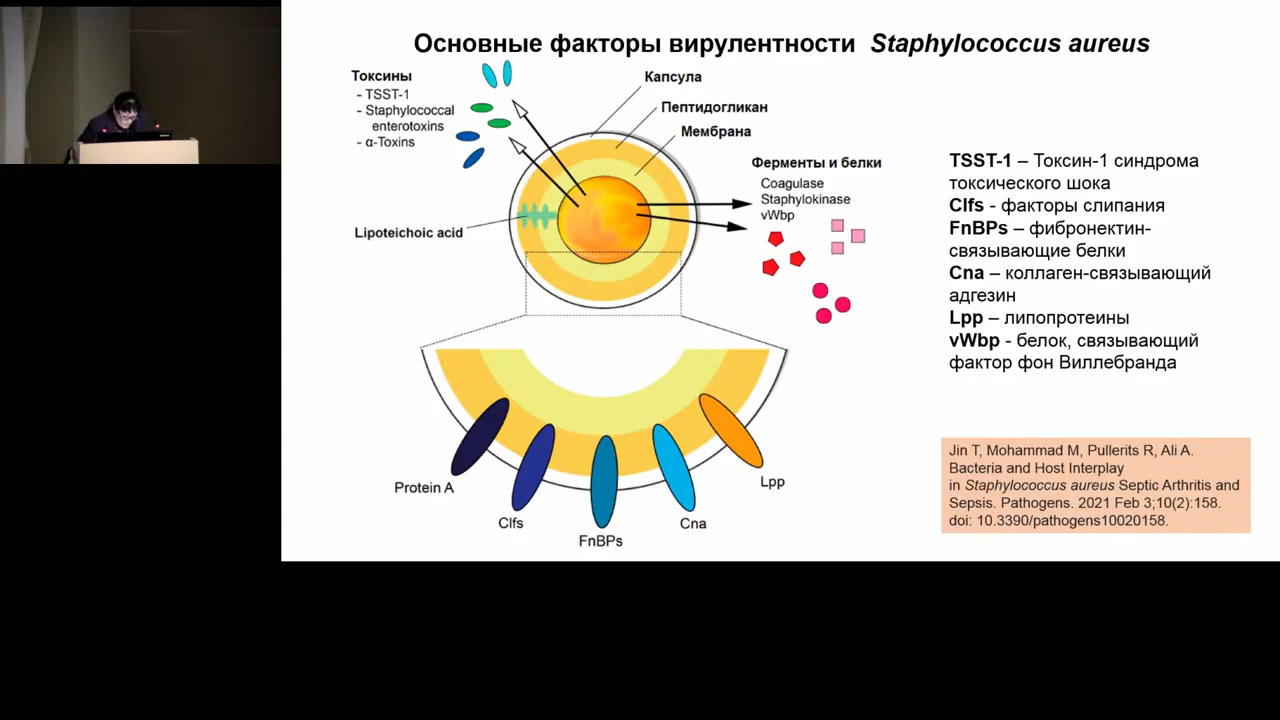 Основные факторы вирулентности Staphylococcus aureus
Токсины
- TSST-1
- Staphylococcal
enterotoxins
- α-Toxins
Капсула
Пептидогликан
Мембрана
Ферменты и белки
Coagulase
Staphylokinase
vWbp
Lipoteichoic acid
Protein A
Clfs
FnBPs
Cna
Lpp
TSST-1 – Токсин-1 синдрома
токсического шока
Clfs - факторы слипания
FnBPs – фибронектин-
связывающие белки
Cna – коллаген-связывающий
адгезин
Lpp – липопротеины
vWbp - белок, связывающий
фактор фон Виллебранда
Jin T, Mohammad M, Pullerits R, Ali A.
Bacteria and Host Interplay
in Staphylococcus aureus Septic Arthritis and
Sepsis. Pathogens. 2021 Feb 3;10(2):158.
doi: 10.3390/pathogens10020158.